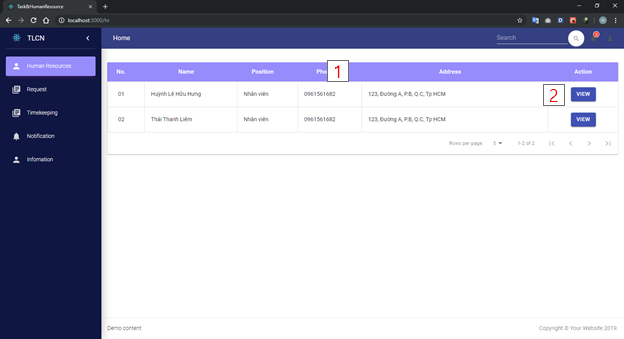 Task&HumanResource
localhost:3000/hr
TLCN
Home
Search
Human Resources
Request
Timekeeping
Notification
Infomation
No. Name Position Pho 1 Address Action
01 Huỳnh Lê Hữu Hưng Nhân viên 0961561682 123, Đường A, P.B, Q.C, Tp HCM 2 VIEW
02 Thái Thanh Liêm Nhân viên 0961561682 123, Đường A, P.B, Q.C, Tp HCM VIEW
Rows per page: 5 1-2 of 2
Demo content
Copyright © Your Website 2019.